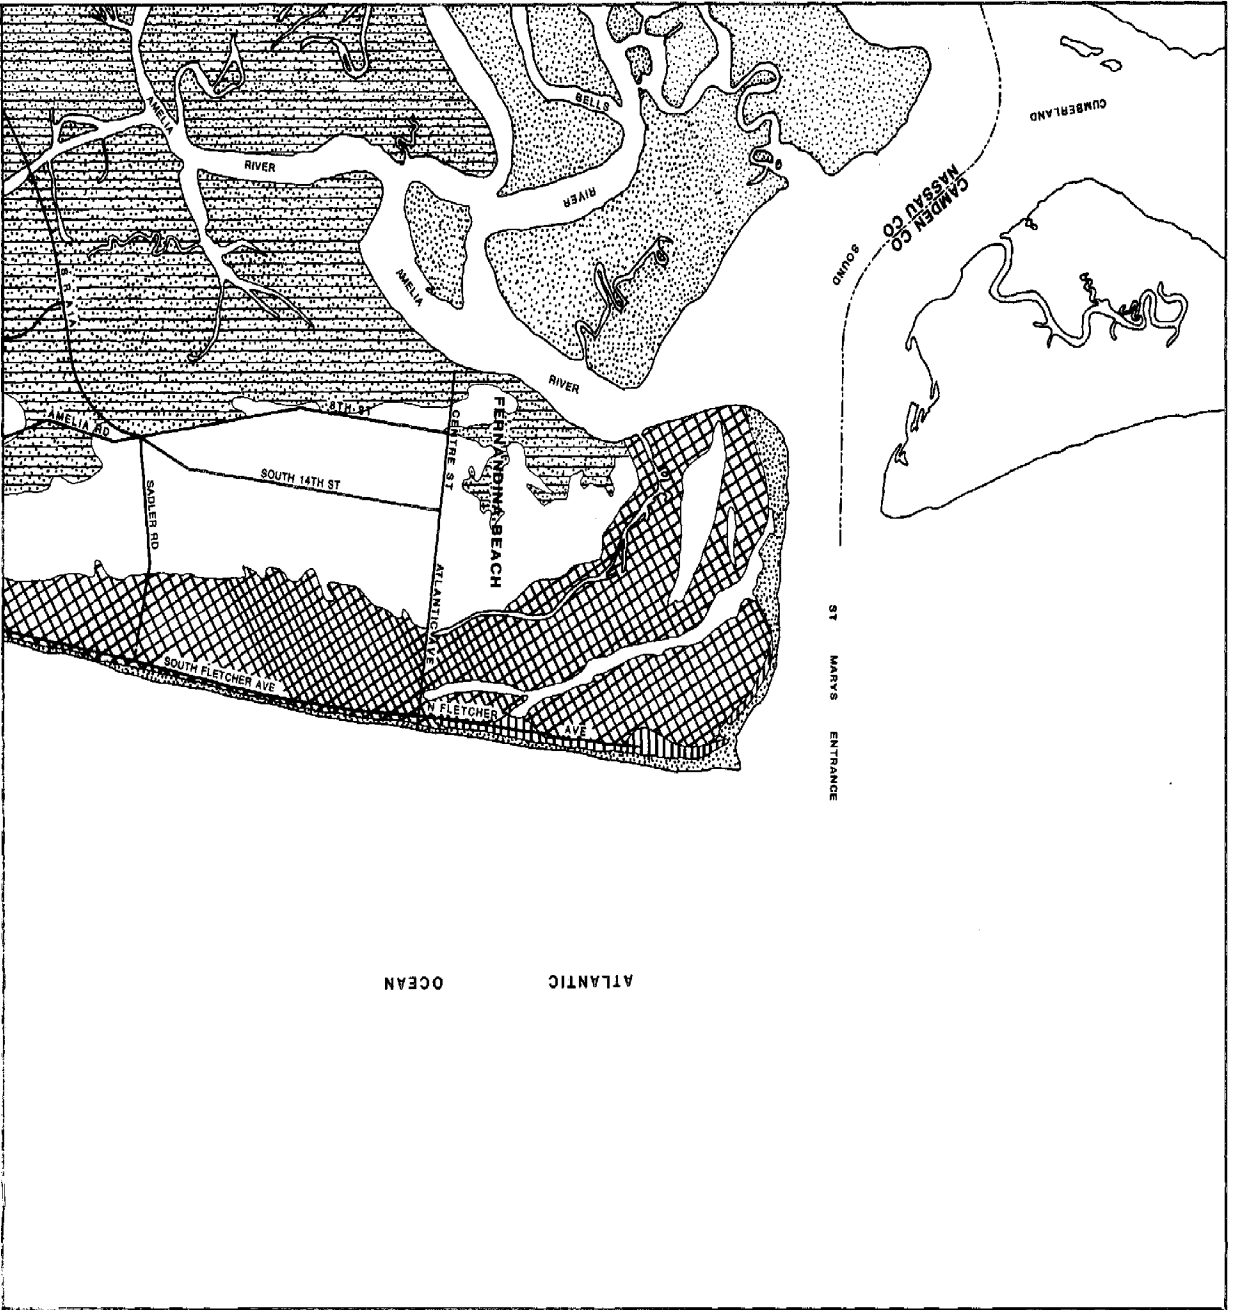 AMELIA
RIVER
BELLS
RIVER
CUMBERLAND
SOUND
CAMDEN CO
NASSAU CO
AMELIA
RIVER
S R A1A
AMELIA RD
8TH ST
CENTRE ST
FERNANDINA BEACH
SOUTH 14TH ST
SADLER RD
ATLANTIC AVE
SOUTH FLETCHER AVE
N FLETCHER AVE
ST MARYS ENTRANCE
ATLANTIC OCEAN